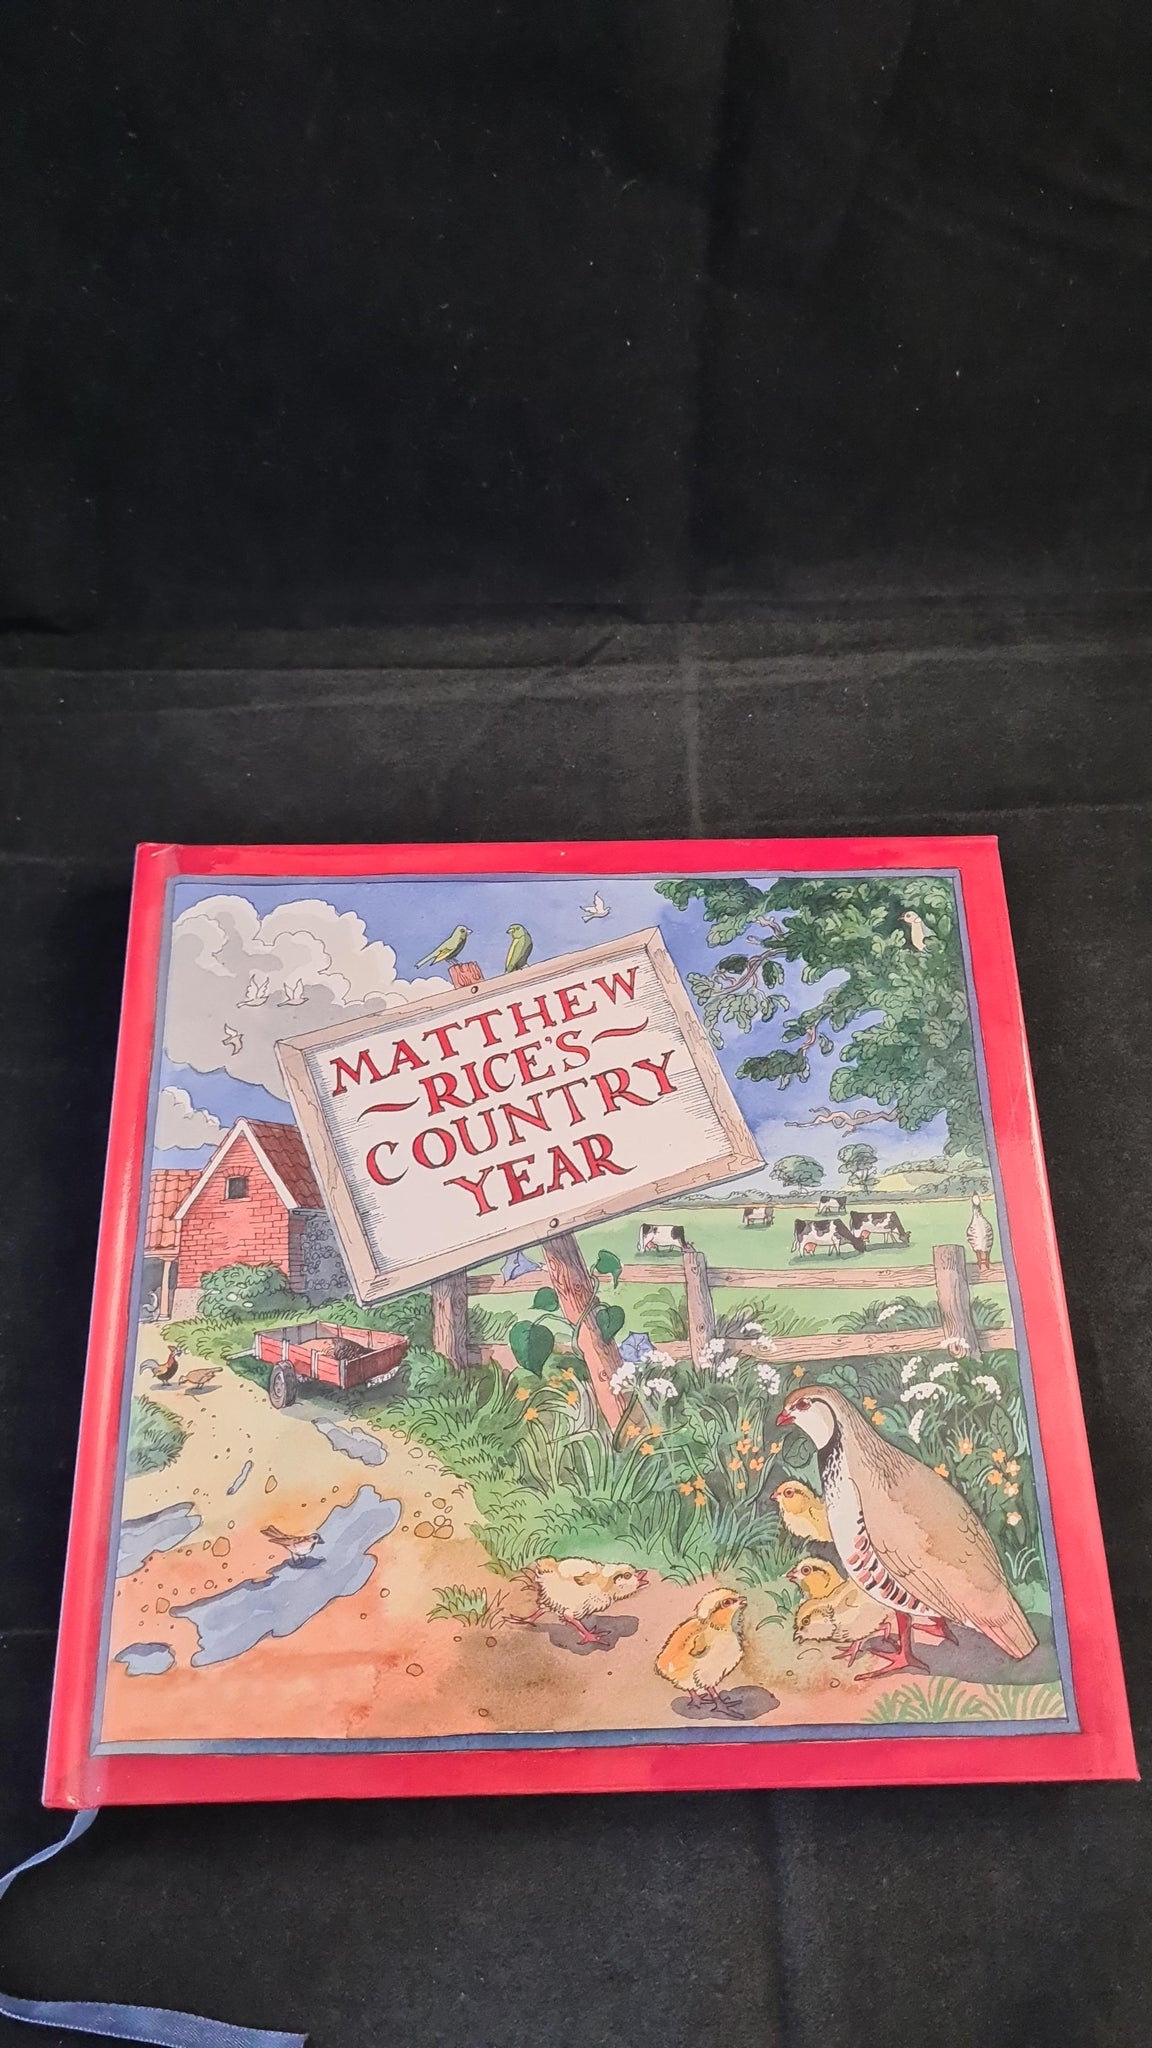 MATTHEW
~RICE'S~
COUNTRY
YEAR